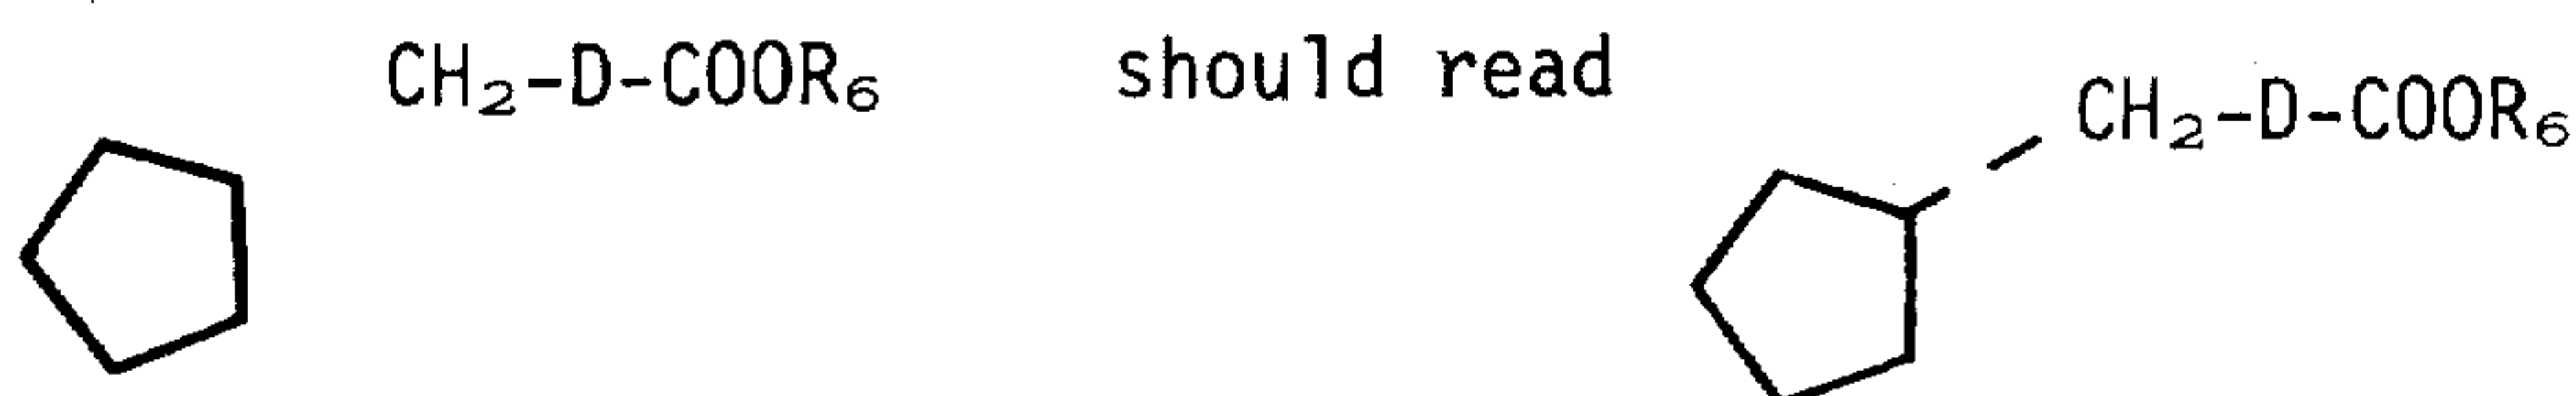 CH₂-D-COOR₆ should read CH₂-D-COOR₆